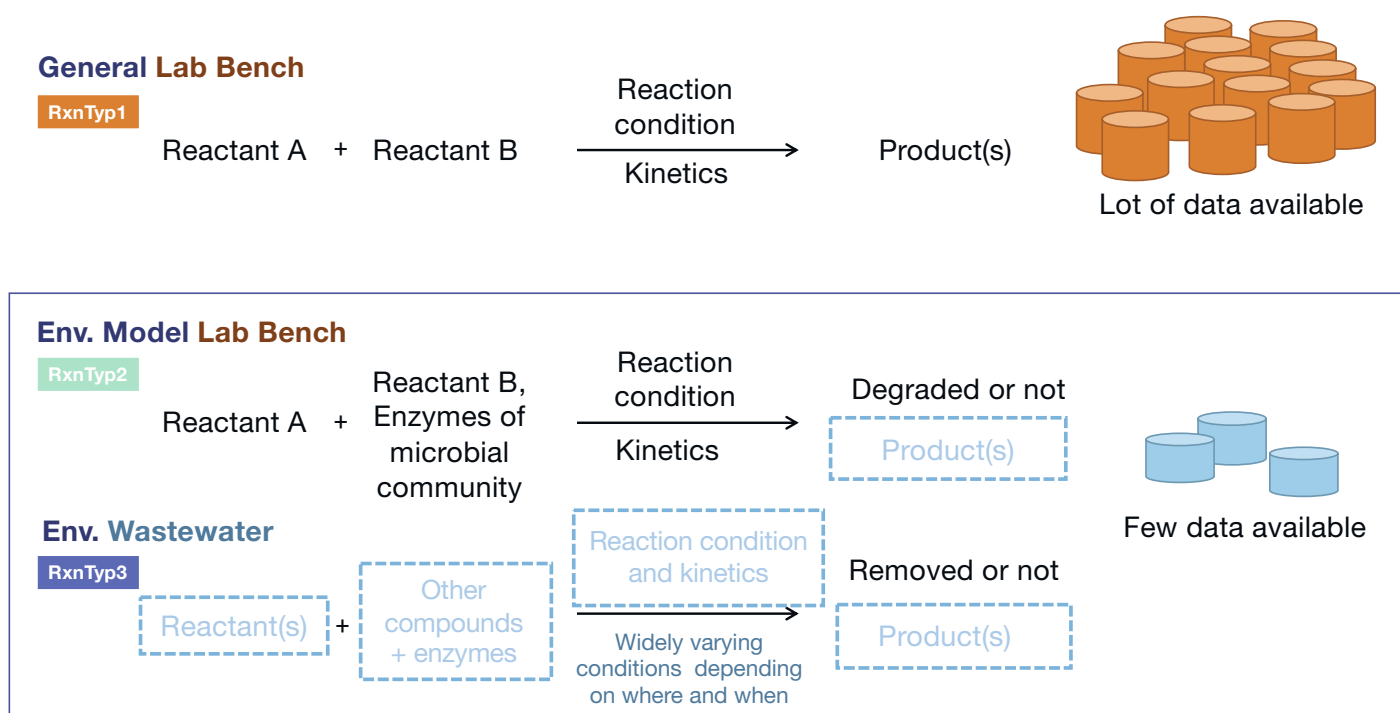 General Lab Bench
RxnTyp1
Reactant A + Reactant B
Reaction
condition
Kinetics
Product(s)
Lot of data available
Env. Model Lab Bench
RxnTyp2
Reactant A +
Reactant B,
Enzymes of
microbial
community
Reaction
condition
Kinetics
Degraded or not
Product(s)
Few data available
Env. Wastewater
RxnTyp3
Reactant(s) +
Other
compounds
+ enzymes
Reaction condition
and kinetics
Widely varying
conditions depending
on where and when
Removed or not
Product(s)